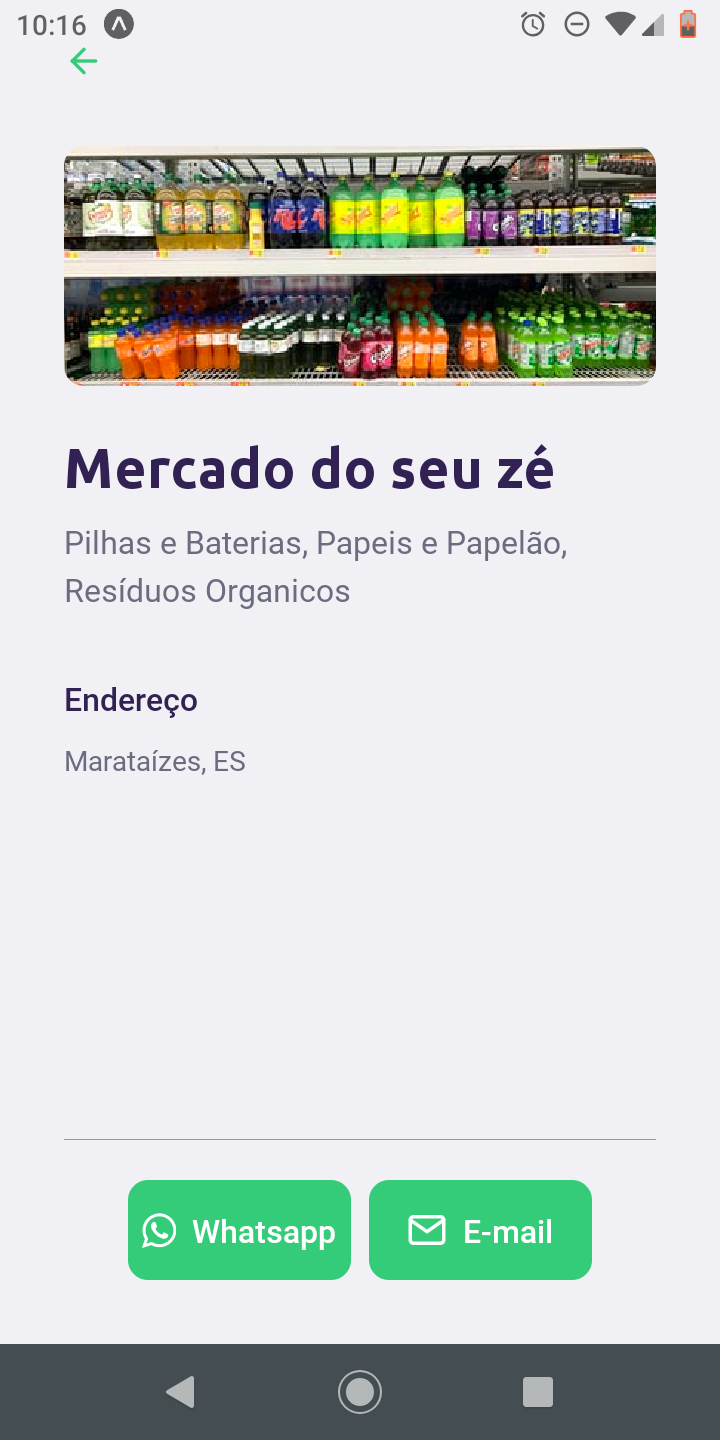 10:16
Mercado do seu zé
Pilhas e Baterias, Papeis e Papelão,
Resíduos Organicos
Endereço
Marataízes, ES
Whatsapp
E-mail